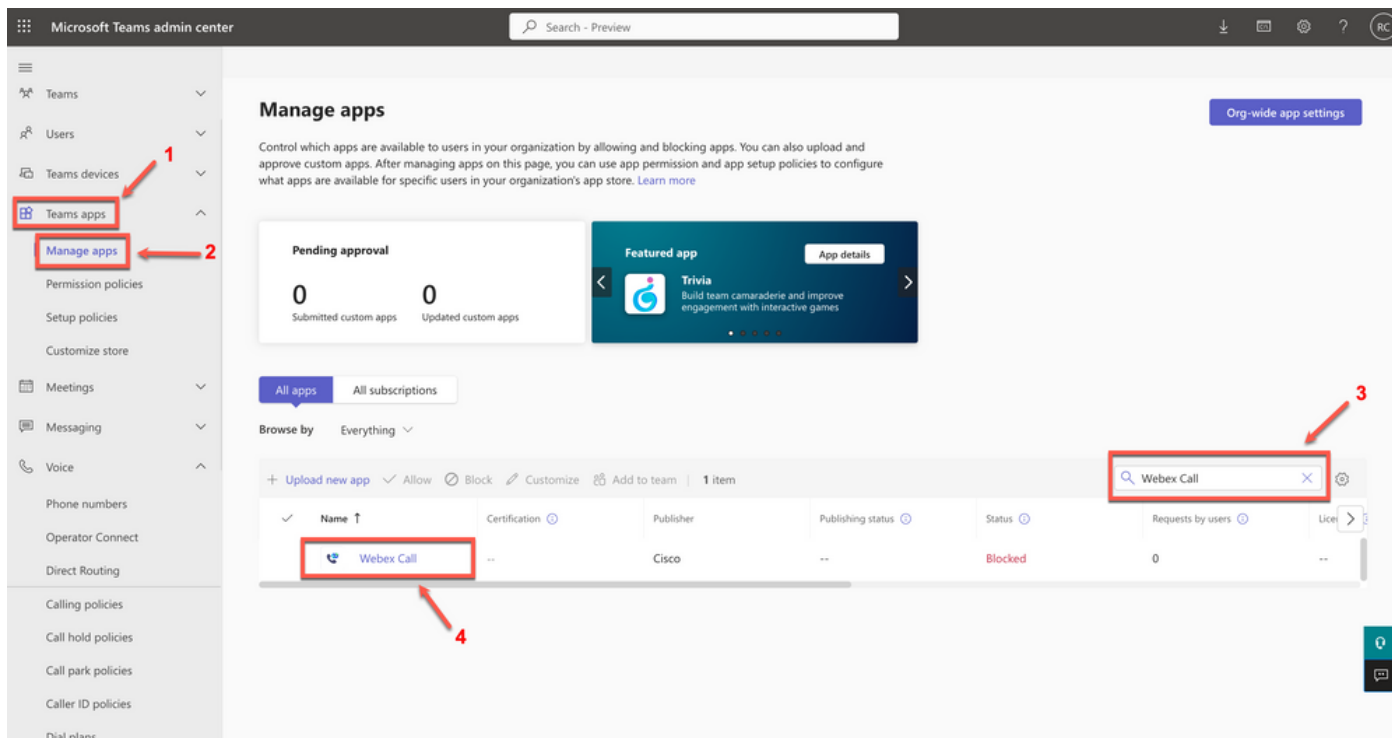 Microsoft Teams admin center
Search - Preview
RC
Teams
Users
Teams devices
Teams apps
Manage apps
Permission policies
Setup policies
Customize store
Meetings
Messaging
Voice
Phone numbers
Operator Connect
Direct Routing
Calling policies
Call hold policies
Call park policies
Caller ID policies
Dial plans
1
2
Manage apps
Org-wide app settings
Control which apps are available to users in your organization by allowing and blocking apps. You can also upload and
approve custom apps. After managing apps on this page, you can use app permission and app setup policies to configure
what apps are available for specific users in your organization's app store. Learn more
Pending approval
0 0
Submitted custom apps Updated custom apps
Featured app App details
Trivia
Build team camaraderie and improve
engagement with interactive games
All apps All subscriptions
3
Browse by Everything
+ Upload new app Allow Block Customize Add to team | 1 item Webex Call
Name ↑ Certification Publisher Publishing status Status Requests by users Lice
Webex Call -- Cisco -- Blocked 0 --
4